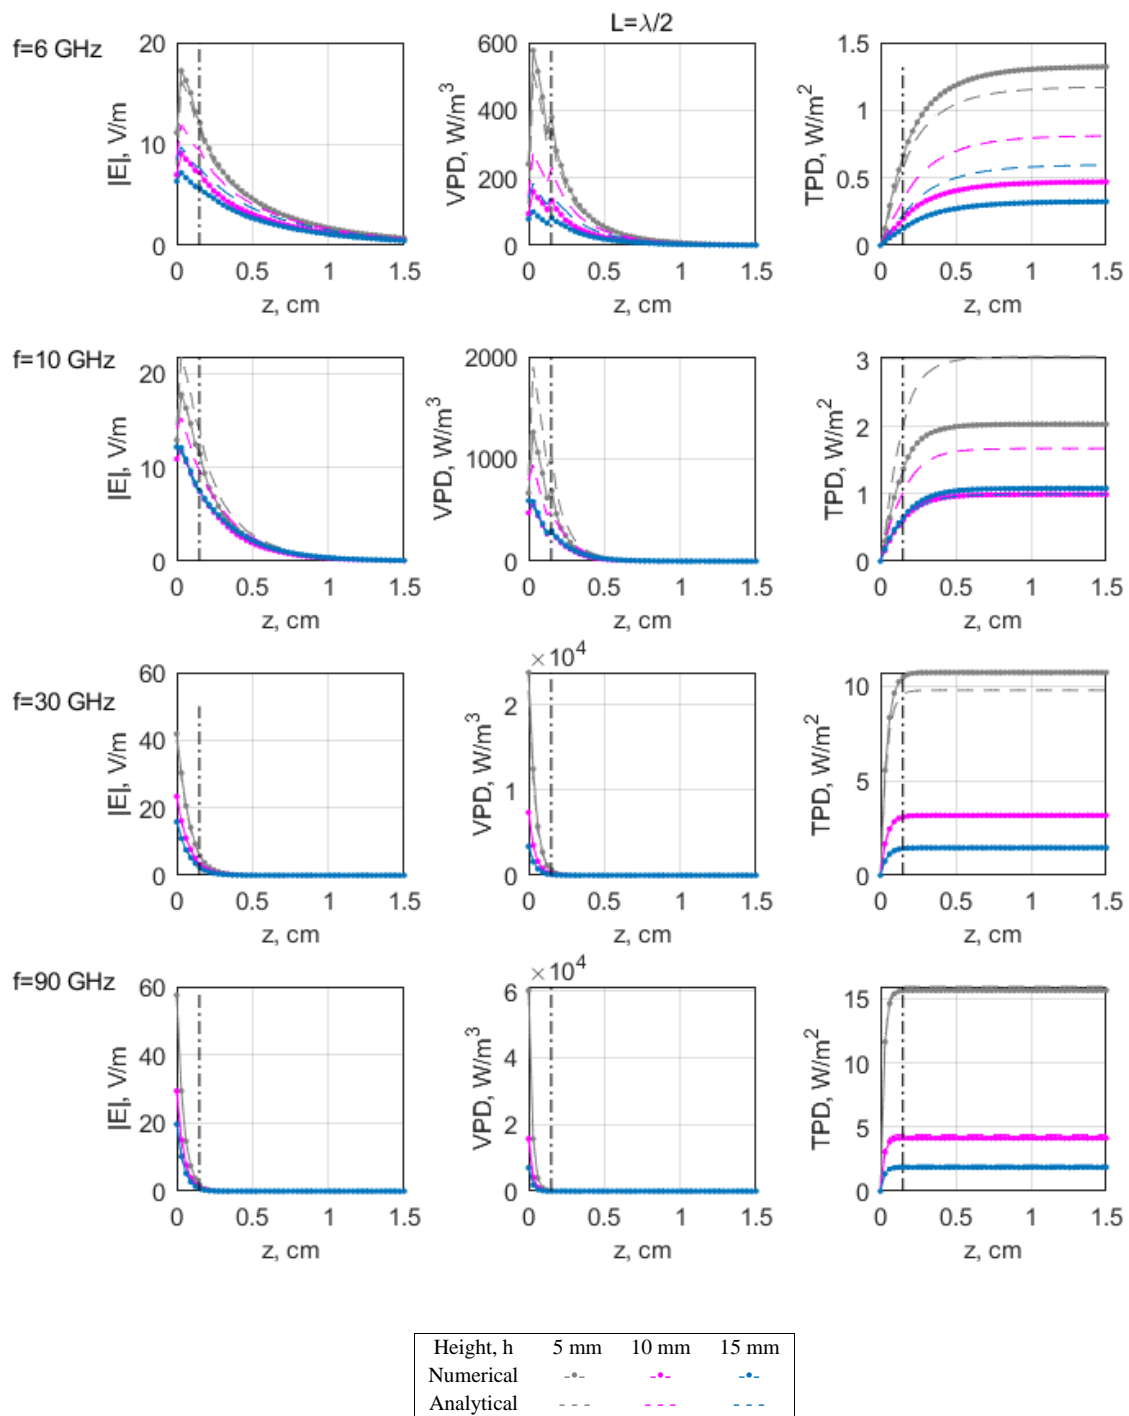 L=λ/2
f=6 GHz
|E|, V/m
20
10
0
0 0.5 1 1.5
z, cm
VPD, W/m³
600
400
200
0
0 0.5 1 1.5
z, cm
TPD, W/m²
1.5
1
0.5
0
0 0.5 1 1.5
z, cm
f=10 GHz
|E|, V/m
20
10
0
0 0.5 1 1.5
z, cm
VPD, W/m³
2000
1000
0
0 0.5 1 1.5
z, cm
TPD, W/m²
3
2
1
0
0 0.5 1 1.5
z, cm
f=30 GHz
|E|, V/m
60
40
20
0
0 0.5 1 1.5
z, cm
×10⁴
VPD, W/m³
2
1
0
0 0.5 1 1.5
z, cm
TPD, W/m²
10
5
0
0 0.5 1 1.5
z, cm
f=90 GHz
|E|, V/m
60
40
20
0
0 0.5 1 1.5
z, cm
×10⁴
VPD, W/m³
6
4
2
0
0 0.5 1 1.5
z, cm
TPD, W/m²
15
10
5
0
0 0.5 1 1.5
z, cm
Height, h 5 mm 10 mm 15 mm
Numerical
Analytical